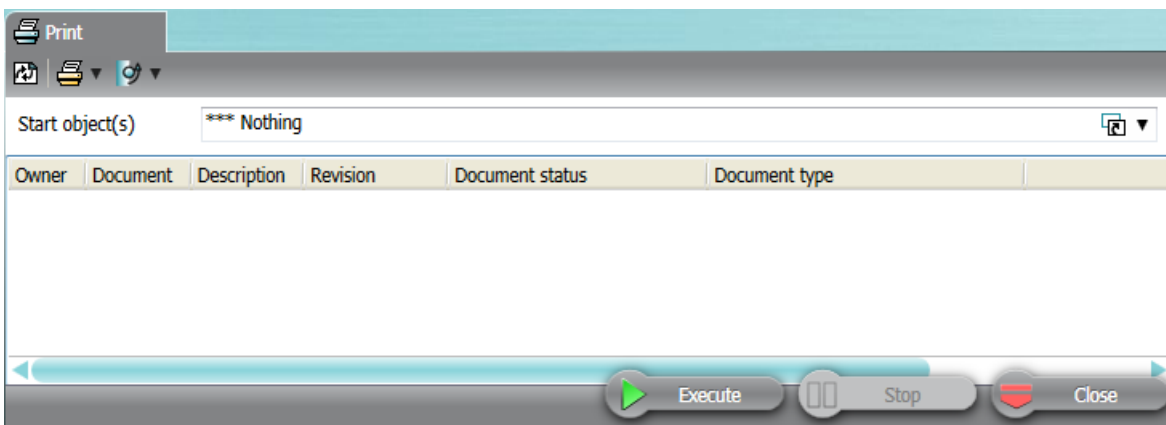 Print
Start object(s) *** Nothing
Owner Document Description Revision Document status Document type
Execute Stop Close